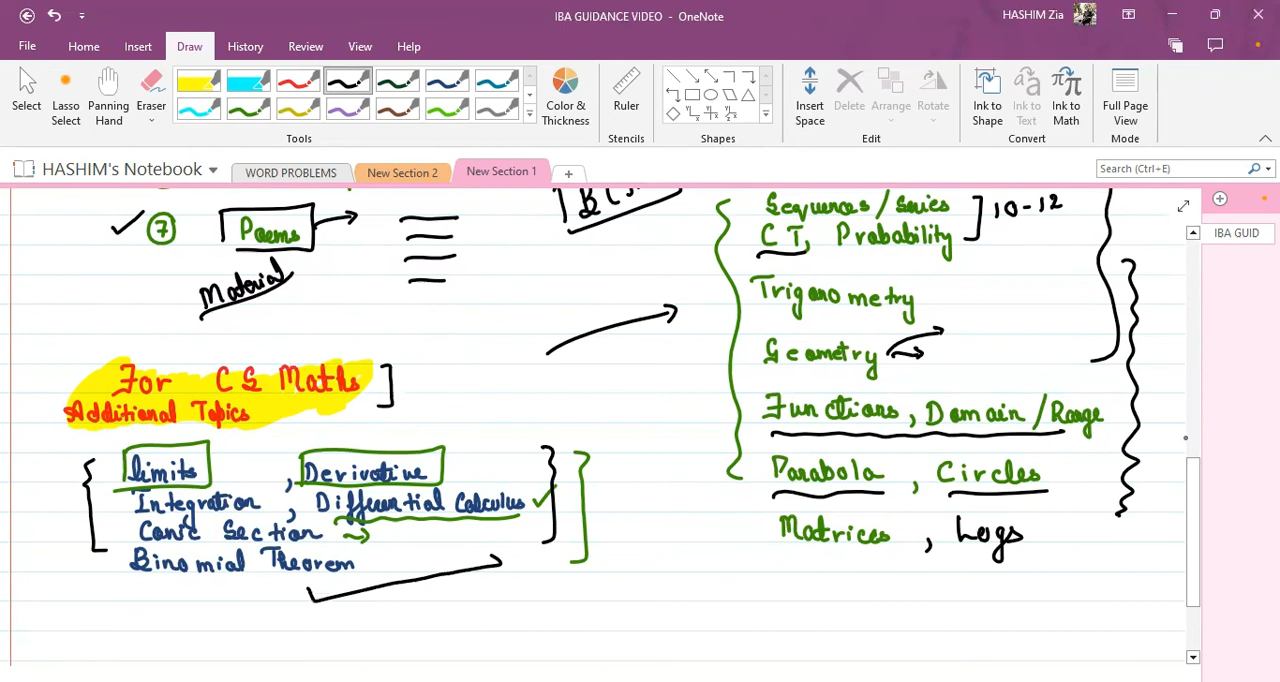 IBA GUIDANCE VIDEO - OneNote
HASHIM Zia
File Home Insert Draw History Review View Help
Select
Lasso Select
Panning Hand
Eraser
Color & Thickness
Ruler
Insert Space
Delete
Arrange
Rotate
Ink to Shape
Ink to Text
Ink to Math
Full Page View
Tools
Stencils
Shapes
Edit
Convert
Mode
HASHIM's Notebook
WORD PROBLEMS
New Section 2
New Section 1
Search (Ctrl+E)
IBA GUID
7 Poems
Material
For CS Maths
Additional Topics
limits, Derivative
Integration, Differential Calculus
Conic Section
Binomial Theorem
Sequences/Series
CT, Probability
10-12
Trigonometry
Geometry
Functions, Domain/Range
Parabola, Circles
Matrices, Logs